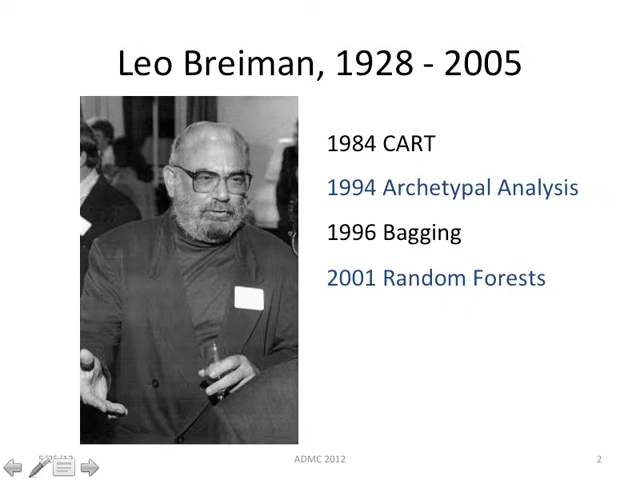 Leo Breiman, 1928 - 2005
1984 CART
1994 Archetypal Analysis
1996 Bagging
2001 Random Forests
ADMC 2012
2